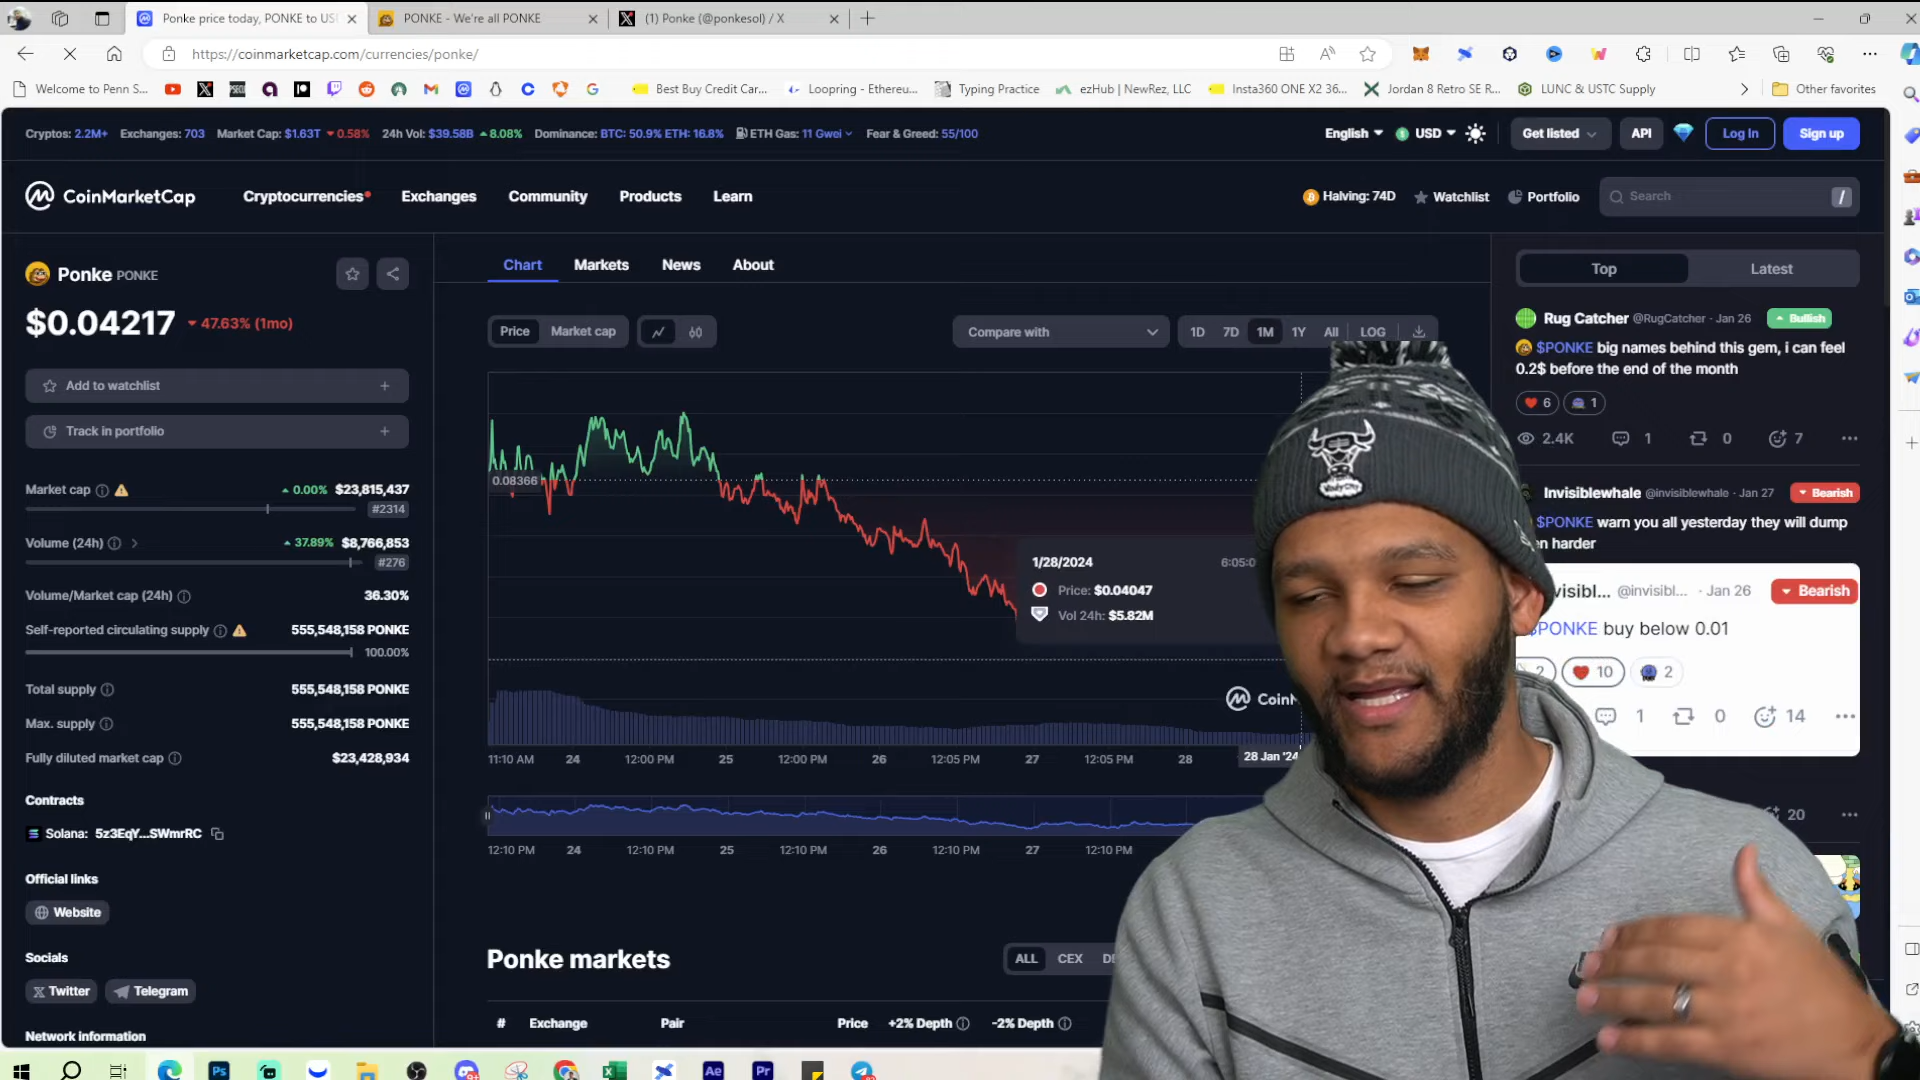 Ponke price today, PONKE to USD
PONKE - We're all PONKE
(1) Ponke (@ponkesol) / X
https://coinmarketcap.com/currencies/ponke/
Welcome to Penn S...
Best Buy Credit Car...
Loopring - Ethereu...
Typing Practice
ezHub | NewRez, LLC
Insta360 ONE X2 36...
Jordan 8 Retro SE R...
LUNC & USTC Supply
Other favorites
Cryptos: 2.2M+ Exchanges: 703 Market Cap: $1.63T 0.58% 24h Vol: $39.58B 8.08% Dominance: BTC: 50.9% ETH: 16.8% ETH Gas: 11 Gwei Fear & Greed: 55/100
English USD Get listed API Log In Sign up
CoinMarketCap Cryptocurrencies Exchanges Community Products Learn
Halving: 74D Watchlist Portfolio Search /
Ponke PONKE
$0.04217 47.63% (1mo)
Add to watchlist +
Track in portfolio +
Market cap 0.00% $23,815,437
#2314
Volume (24h) 37.89% $8,766,853
#276
Volume/Market cap (24h) 36.30%
Self-reported circulating supply 555,548,158 PONKE
100.00%
Total supply 555,548,158 PONKE
Max. supply 555,548,158 PONKE
Fully diluted market cap $23,428,934
Contracts
Solana: 5z3EqY...SWmrRC
Official links
Website
Socials
Twitter Telegram
Network information
Chart Markets News About
Price Market cap
Compare with
1D 7D 1M 1Y All LOG
0.08366
1/28/2024 6:05:0
Price: $0.04047
Vol 24h: $5.82M
CoinM
11:10 AM 24 12:00 PM 25 12:00 PM 26 12:05 PM 27 12:05 PM 28 28 Jan '24
12:10 PM 24 12:10 PM 25 12:10 PM 26 12:10 PM 27 12:10 PM
Ponke markets
ALL CEX DE
# Exchange Pair Price +2% Depth -2% Depth
Top Latest
Rug Catcher @RugCatcher · Jan 26 Bullish
$PONKE big names behind this gem, i can feel
0.2$ before the end of the month
6 1
2.4K 1 0 7
Invisiblewhale @invisiblewhale · Jan 27 Bearish
$PONKE warn you all yesterday they will dump
en harder
visibl... @invisibl... · Jan 26 Bearish
$PONKE buy below 0.01
2 10 2
1 0 14
20